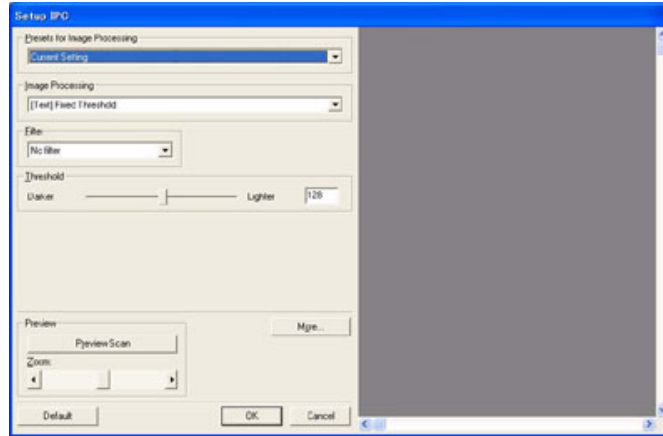 Setup IPC
Presets for Image Processing
Current Setting
Image Processing
[Text] Fixed Threshold
Filter
No filter
Threshold
Darker
Lighter
128
Preview
Preview Scan
More...
Zoom:
Default
OK
Cancel